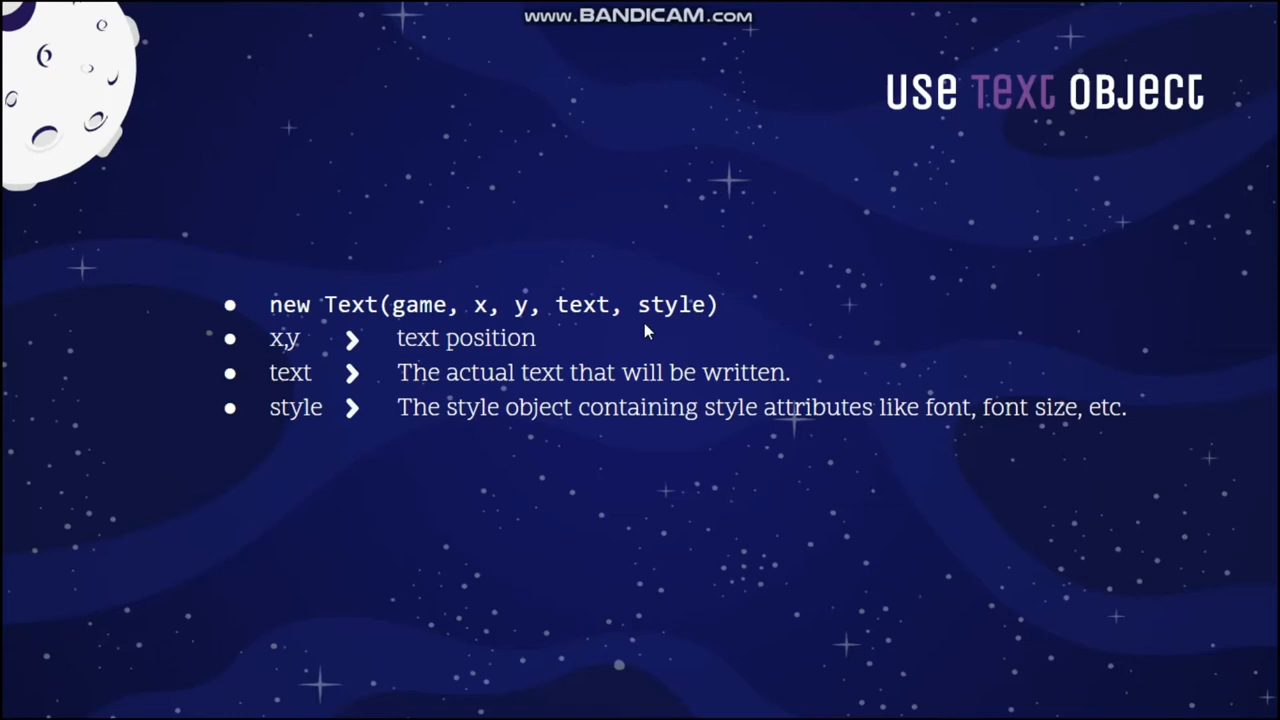 www.BANDICAM.com
USE TEXT OBJECT
● new Text(game, x, y, text, style)
● x,y > text position
● text > The actual text that will be written.
● style > The style object containing style attributes like font, font size, etc.